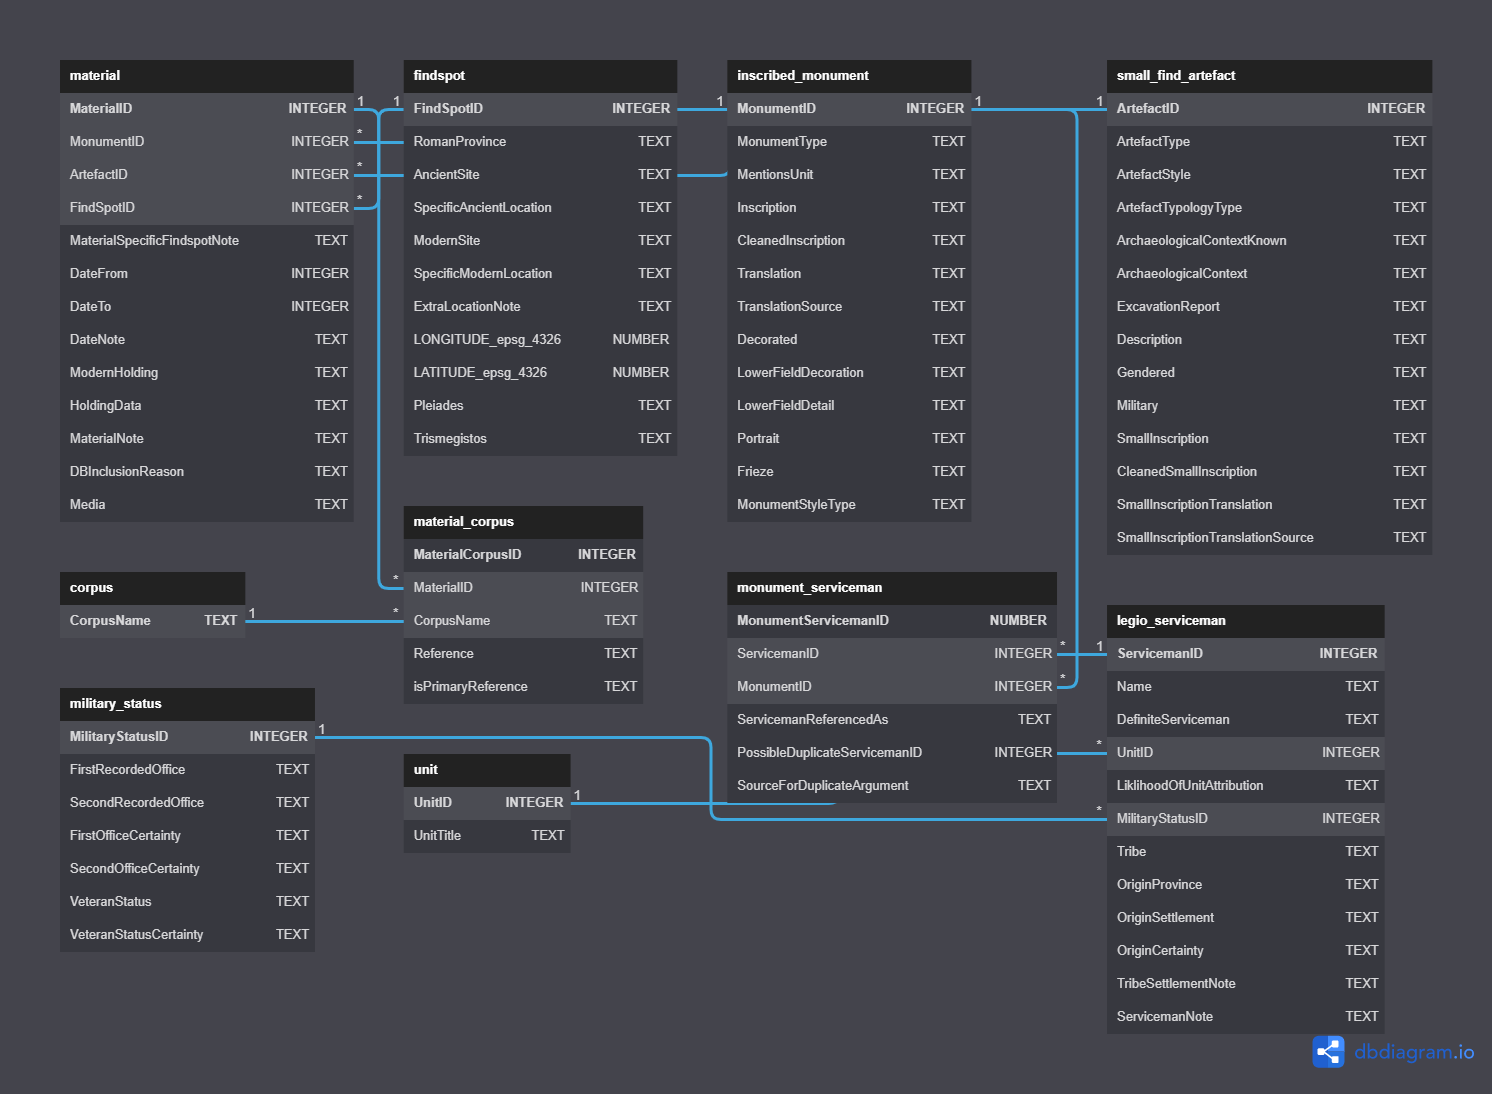 material
MaterialID INTEGER
MonumentID INTEGER
ArtefactID INTEGER
FindSpotID INTEGER
MaterialSpecificFindspotNote TEXT
DateFrom INTEGER
DateTo INTEGER
DateNote TEXT
ModernHolding TEXT
HoldingData TEXT
MaterialNote TEXT
DBInclusionReason TEXT
Media TEXT
1
*
*
*
findspot
1
FindSpotID INTEGER
RomanProvince TEXT
AncientSite TEXT
SpecificAncientLocation TEXT
ModernSite TEXT
SpecificModernLocation TEXT
ExtraLocationNote TEXT
LONGITUDE_epsg_4326 NUMBER
LATITUDE_epsg_4326 NUMBER
Pleiades TEXT
Trismegistos TEXT
inscribed_monument
1
MonumentID INTEGER
1
MonumentType TEXT
MentionsUnit TEXT
Inscription TEXT
CleanedInscription TEXT
Translation TEXT
TranslationSource TEXT
Decorated TEXT
LowerFieldDecoration TEXT
LowerFieldDetail TEXT
Portrait TEXT
Frieze TEXT
MonumentStyleType TEXT
small_find_artefact
1
ArtefactID INTEGER
ArtefactType TEXT
ArtefactStyle TEXT
ArtefactTypologyType TEXT
ArchaeologicalContextKnown TEXT
ArchaeologicalContext TEXT
ExcavationReport TEXT
Description TEXT
Gendered TEXT
Military TEXT
SmallInscription TEXT
CleanedSmallInscription TEXT
SmallInscriptionTranslation TEXT
SmallInscriptionTranslationSource TEXT
material_corpus
MaterialCorpusID INTEGER
*
MaterialID INTEGER
*
CorpusName TEXT
Reference TEXT
isPrimaryReference TEXT
corpus
CorpusName TEXT
1
monument_serviceman
MonumentServicemanID NUMBER
ServicemanID INTEGER
*
MonumentID INTEGER
*
ServicemanReferencedAs TEXT
PossibleDuplicateServicemanID INTEGER
SourceForDuplicateArgument TEXT
legio_serviceman
1
ServicemanID INTEGER
Name TEXT
DefiniteServiceman TEXT
*
UnitID INTEGER
LiklihoodOfUnitAttribution TEXT
*
MilitaryStatusID INTEGER
Tribe TEXT
OriginProvince TEXT
OriginSettlement TEXT
OriginCertainty TEXT
TribeSettlementNote TEXT
ServicemanNote TEXT
military_status
MilitaryStatusID INTEGER
1
FirstRecordedOffice TEXT
SecondRecordedOffice TEXT
FirstOfficeCertainty TEXT
SecondOfficeCertainty TEXT
VeteranStatus TEXT
VeteranStatusCertainty TEXT
unit
UnitID INTEGER
1
UnitTitle TEXT
dbdiagram.io